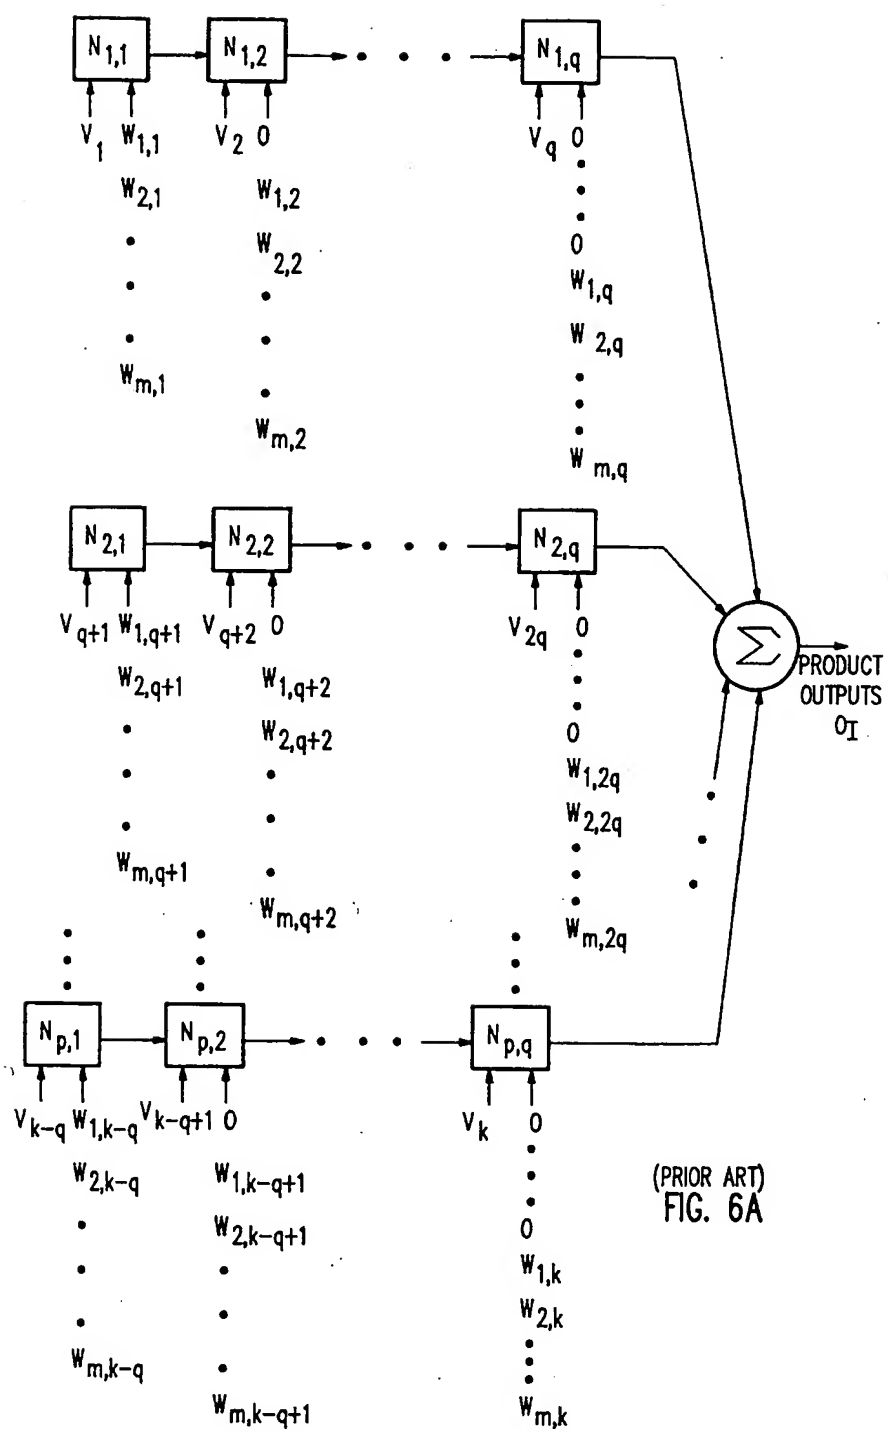 N1,1 N1,2 N1,q
V1 W1,1 V2 0 Vq 0
W2,1 W1,2
W2,2 0
W1,q
W2,q
Wm,1
Wm,2
Wm,q
N2,1 N2,2 N2,q
Vq+1 W1,q+1 Vq+2 0 V2q 0
Σ
PRODUCT
OUTPUTS
OI
W2,q+1 W1,q+2
W2,q+2 0
W1,2q
W2,2q
Wm,q+1
Wm,q+2 Wm,2q
Np,1 Np,2 Np,q
Vk-q W1,k-q Vk-q+1 0 Vk 0
W2,k-q W1,k-q+1
W2,k-q+1 0
(PRIOR ART)
FIG. 6A
W1,k
W2,k
Wm,k-q
Wm,k-q+1 Wm,k